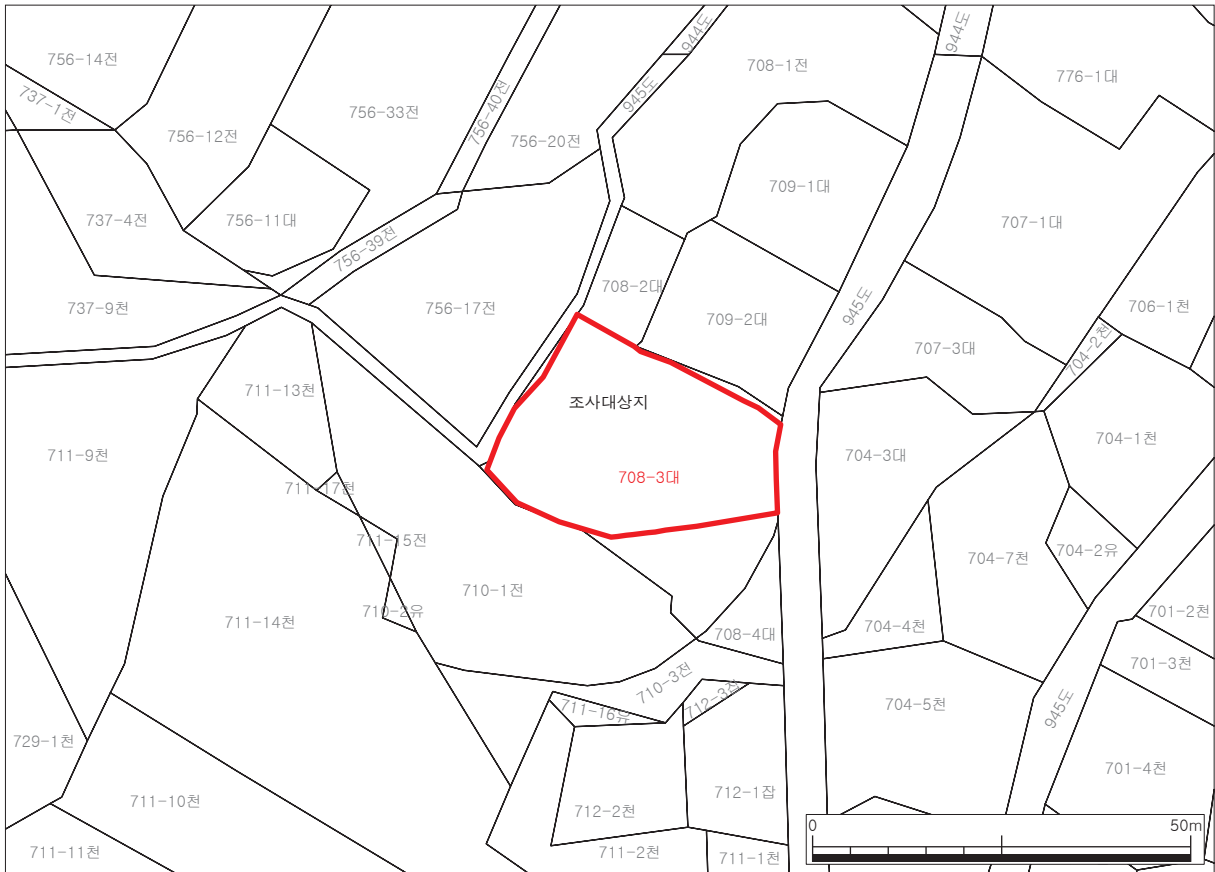 756-14전
737-1전
756-12전
756-33전
756-40전
756-20전
944도
945도
708-1전
944도
776-1대
737-4전
756-11대
756-39전
709-1대
707-1대
737-9천
756-17전
708-2대
709-2대
945도
706-1천
707-3대
704-2천
711-13천
조사대상지
711-9천
708-3대
704-3대
704-1천
711-17천
711-15전
704-2유
704-7천
710-1전
710-2유
711-14천
708-4대
704-4천
701-2천
701-3천
710-3전
712-3잡
711-16유
704-5천
945도
729-1천
701-4천
711-10천
712-2천
712-1잡
711-11천
711-2천
711-1천
0 50m